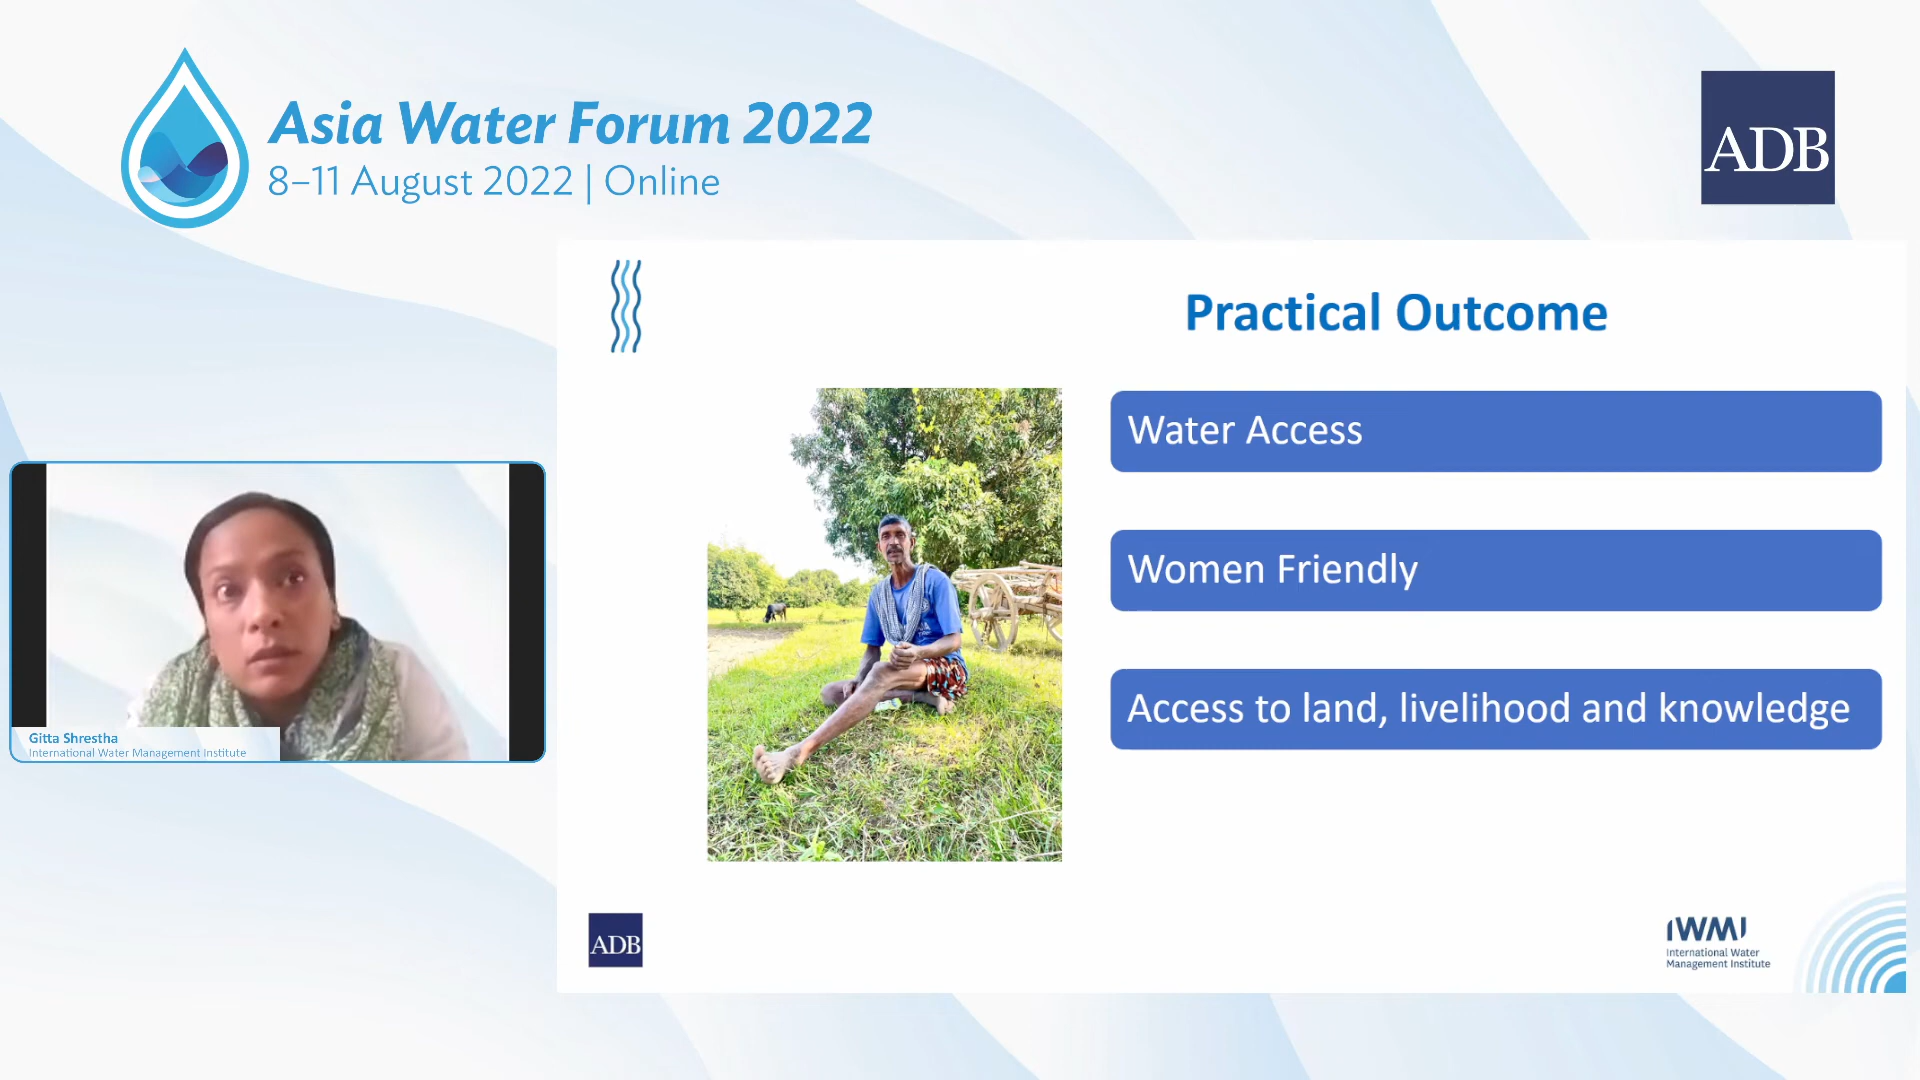 Asia Water Forum 2022
8–11 August 2022 | Online
ADB
Practical Outcome
Water Access
Women Friendly
Access to land, livelihood and knowledge
Gitta Shrestha
International Water Management Institute
ADB
IWMI
International Water
Management Institute